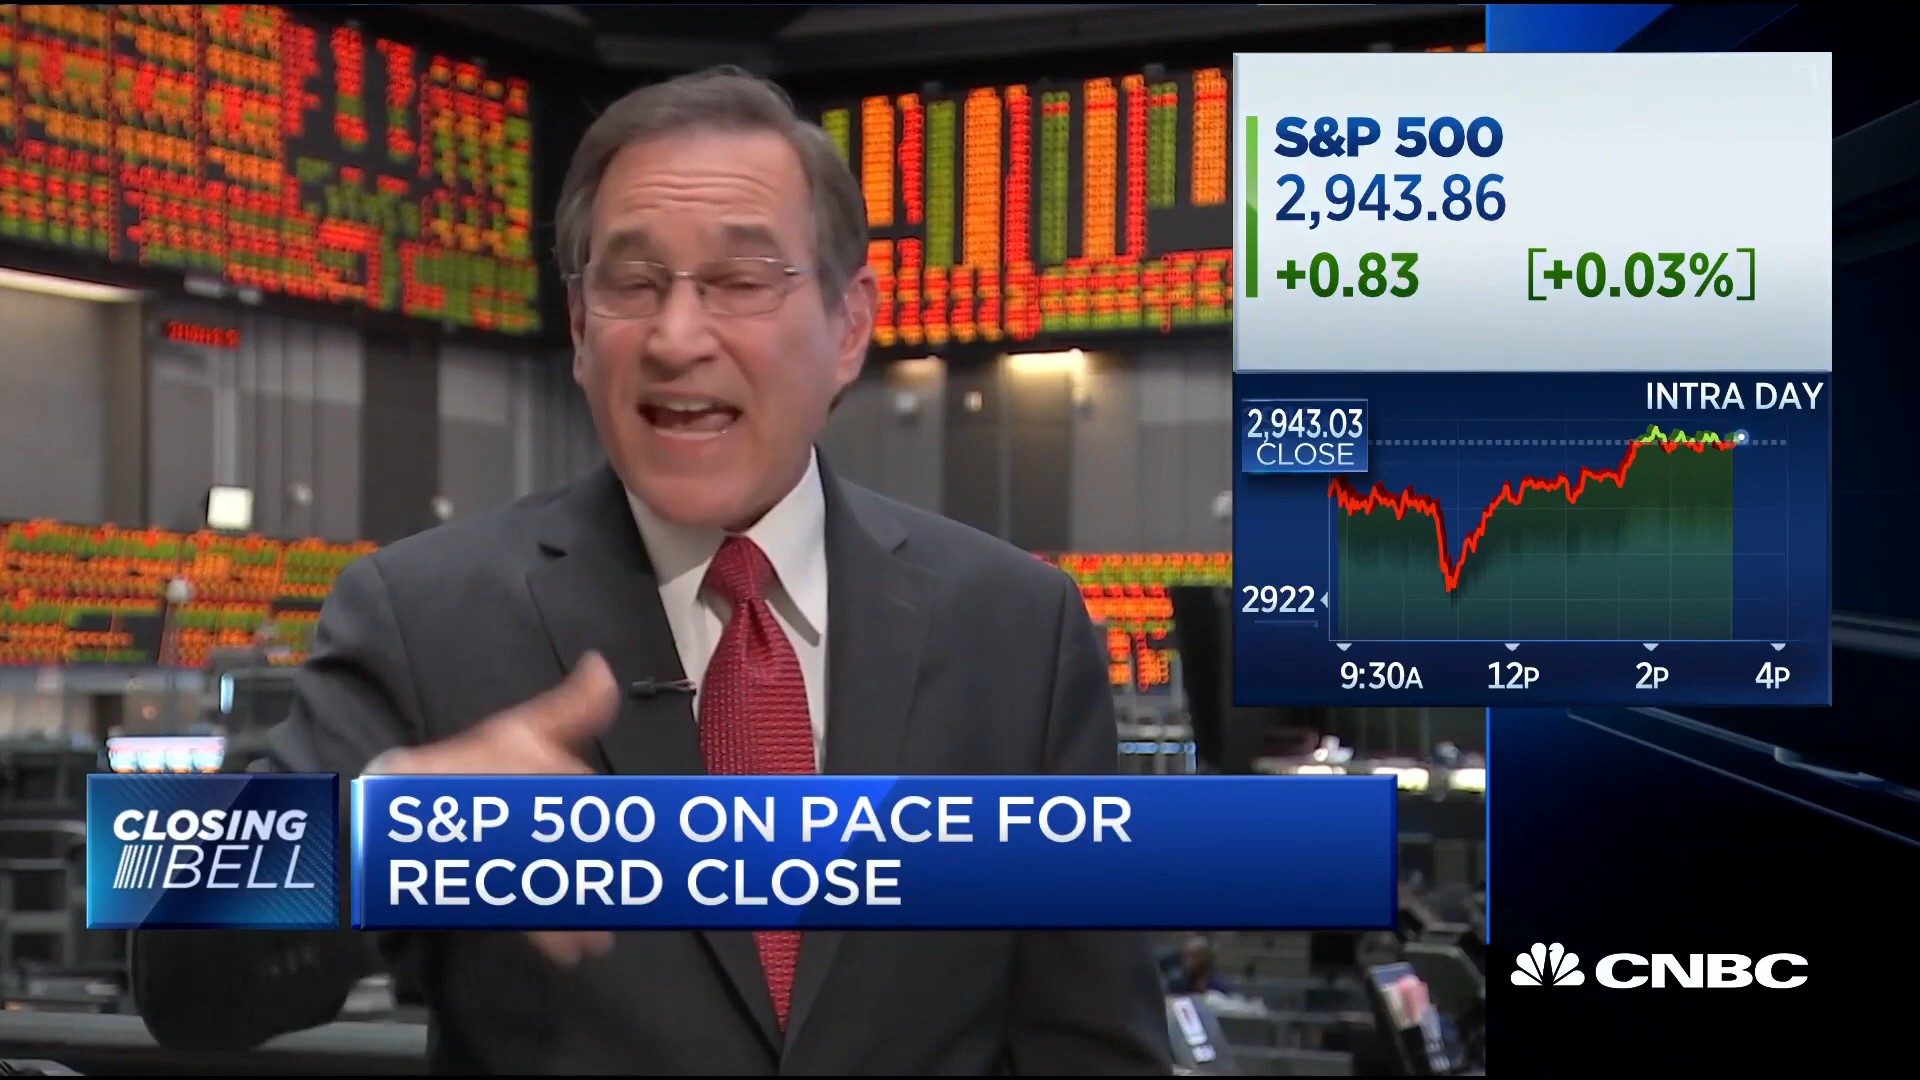 S&P 500
2,943.86
+0.83 [+0.03%]
INTRA DAY
2,943.03
CLOSE
2922
9:30A 12P 2P 4P
CLOSING
BELL
S&P 500 ON PACE FOR
RECORD CLOSE
CNBC